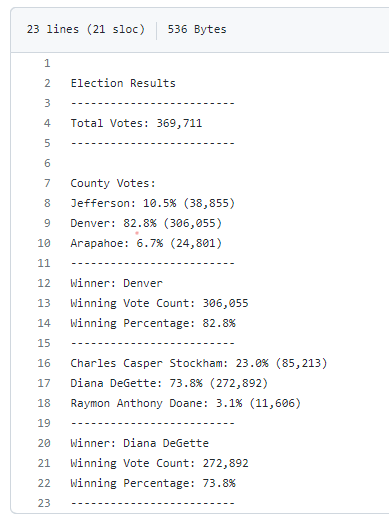 23 lines (21 sloc) 536 Bytes
1
2 Election Results
3 -------------------------
4 Total Votes: 369,711
5 -------------------------
6
7 County Votes:
8 Jefferson: 10.5% (38,855)
9 Denver: 82.8% (306,055)
10 Arapahoe: 6.7% (24,801)
11 -------------------------
12 Winner: Denver
13 Winning Vote Count: 306,055
14 Winning Percentage: 82.8%
15 -------------------------
16 Charles Casper Stockham: 23.0% (85,213)
17 Diana DeGette: 73.8% (272,892)
18 Raymon Anthony Doane: 3.1% (11,606)
19 -------------------------
20 Winner: Diana DeGette
21 Winning Vote Count: 272,892
22 Winning Percentage: 73.8%
23 -------------------------